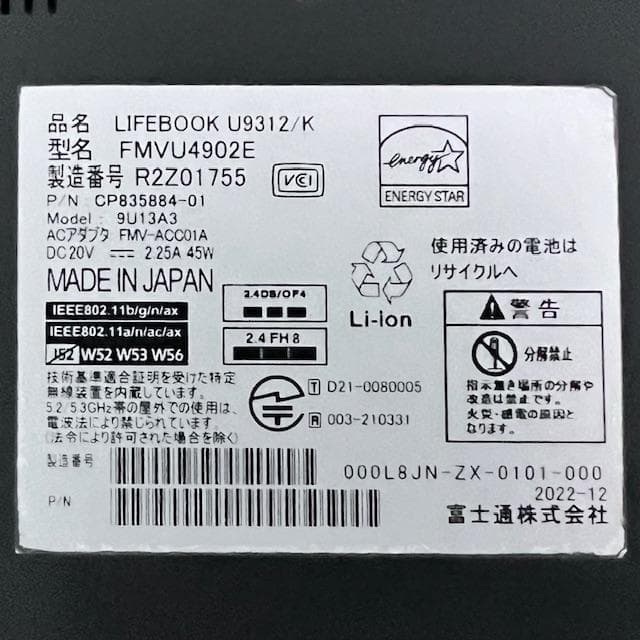 品名 LIFEBOOK U9312/K
型名 FMVU4902E
製造番号 R2Z01755
VCI
P/N: CP835884-01
Model: 9U13A3
ACアダプタ FMV-ACC01A
DC20V 2.25A 45W
MADE IN JAPAN
energy
ENERGY STAR
使用済みの電池は
リサイクルへ
Li-ion
IEEE802.11b/g/n/ax
IEEE802.11a/n/ac/ax
J52 W52 W53 W56
2.4DS/OF4
2.4FH8
警告
分解禁止
指示無き場所の分解や
改造は禁止です。
火災・感電の原因と
なります。
技術基準適合証明を受けた特定
無線装置を内蔵しています。
5.2/5.3GHz帯の屋外での使用は、
電波法により禁じられています。
(法令により許可された場合を除く)
T D21-0080005
R 003-210331
製造番号
P/N
000L8JN-ZX-0101-000
2022-12
富士通株式会社